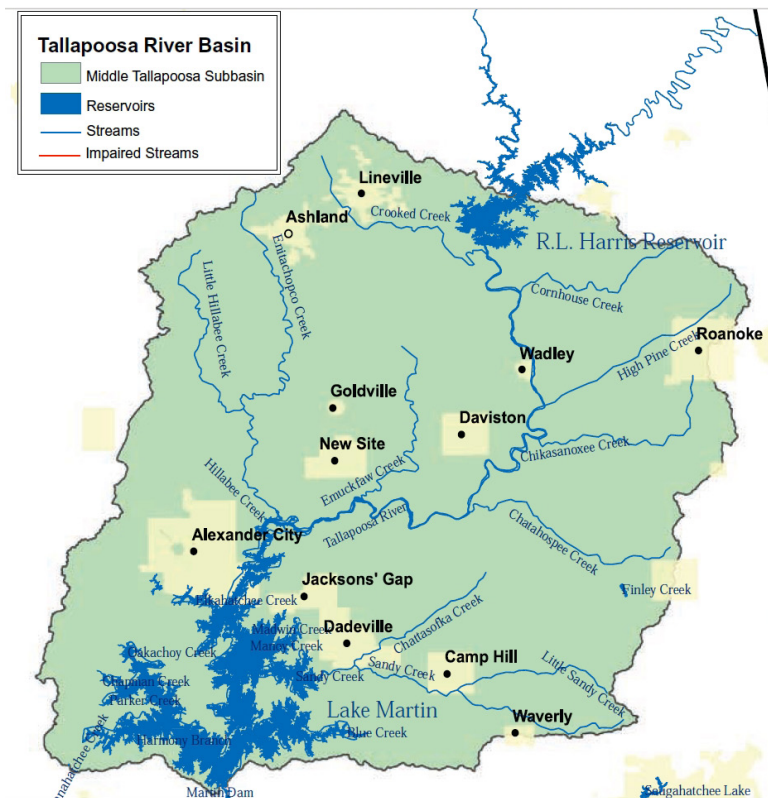 Tallapoosa River Basin
Middle Tallapoosa Subbasin
Reservoirs
Streams
Impaired Streams
Lineville
Crooked Creek
Ashland
R.L. Harris Reservoir
Enitachopco Creek
Little Hillabee Creek
Cornhouse Creek
Roanoke
High Pine Creek
Wadley
Goldville
Daviston
New Site
Chikasanoxee Creek
Emuckfaw Creek
Hillabee Creek
Tallapoosa River
Chatahospee Creek
Alexander City
Jacksons' Gap
Finley Creek
Elkahatchae Creek
Chattasofka Creek
Madwin Creek
Dadeville
Manoy Creek
Oakachoy Creek
Camp Hill
Sandy Creek
Sandy Creek
Little Sandy Creek
Chapman Creek
Parker Creek
Lake Martin
Waverly
Blue Creek
Harmony Branch
Creek
Martin Dam
Saugahatchee Lake